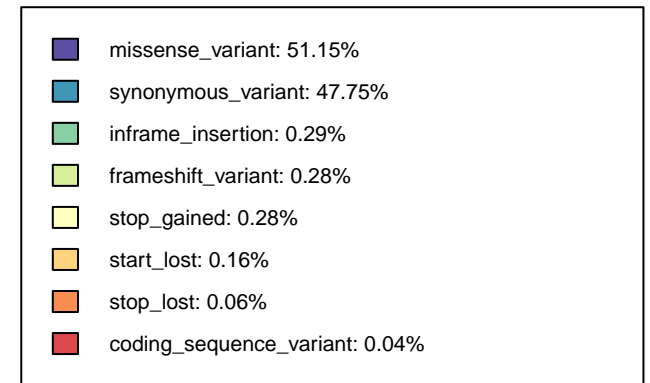 missense_variant: 51.15%
synonymous_variant: 47.75%
inframe_insertion: 0.29%
frameshift_variant: 0.28%
stop_gained: 0.28%
start_lost: 0.16%
stop_lost: 0.06%
coding_sequence_variant: 0.04%